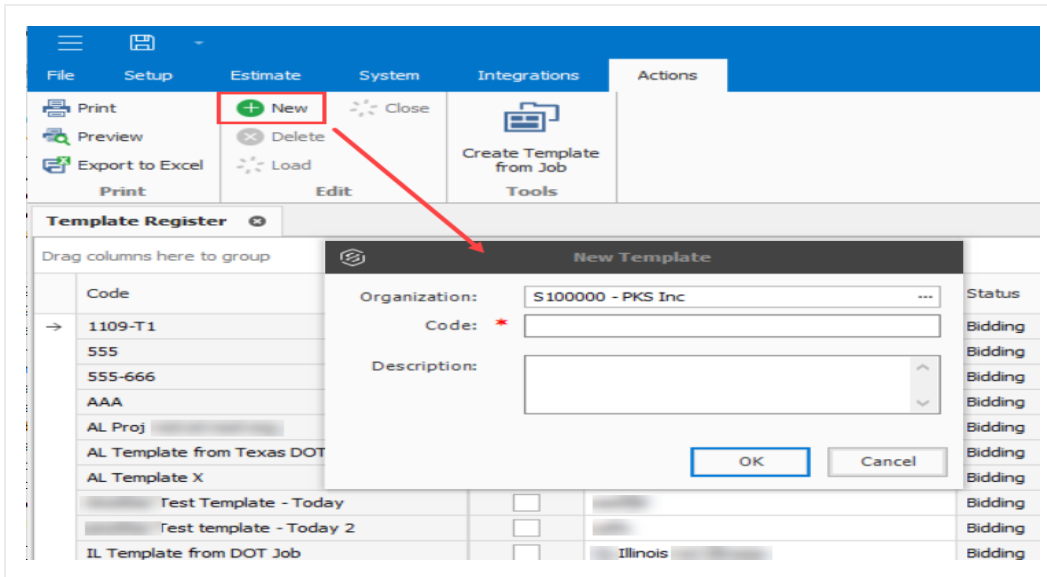 File Setup Estimate System Integrations Actions
Print New Close
Preview Delete
Export to Excel Load Create Template
from Job
Print Edit Tools
Template Register
Drag columns here to group
New Template
Code Organization: S100000 - PKS Inc ... Status
1109-T1 Code: * Bidding
555 Bidding
555-666 Description: Bidding
AAA Bidding
AL Proj Bidding
AL Template from Texas DOT Bidding
AL Template X OK Cancel Bidding
Test Template - Today Bidding
Test template - Today 2 Bidding
IL Template from DOT Job Illinois Bidding